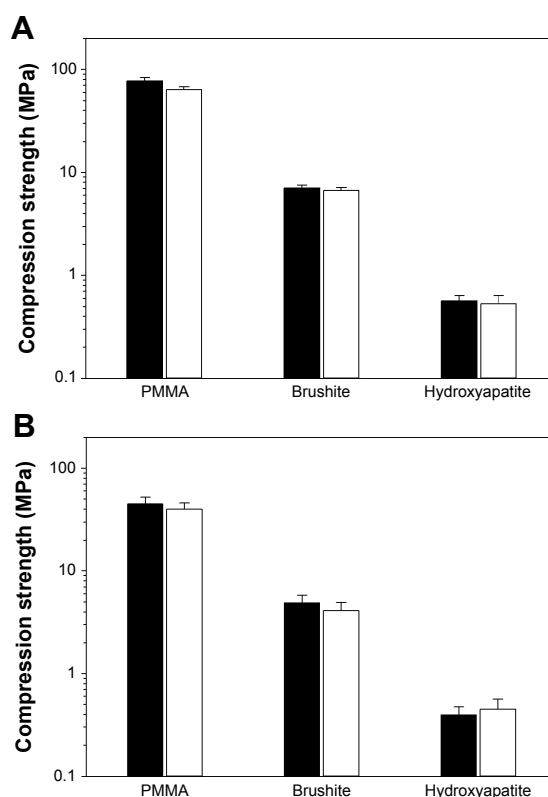 A
Compression strength (MPa)
100
10
1
0.1
PMMA Brushite Hydroxyapatite
B
Compression strength (MPa)
100
10
1
0.1
PMMA Brushite Hydroxyapatite